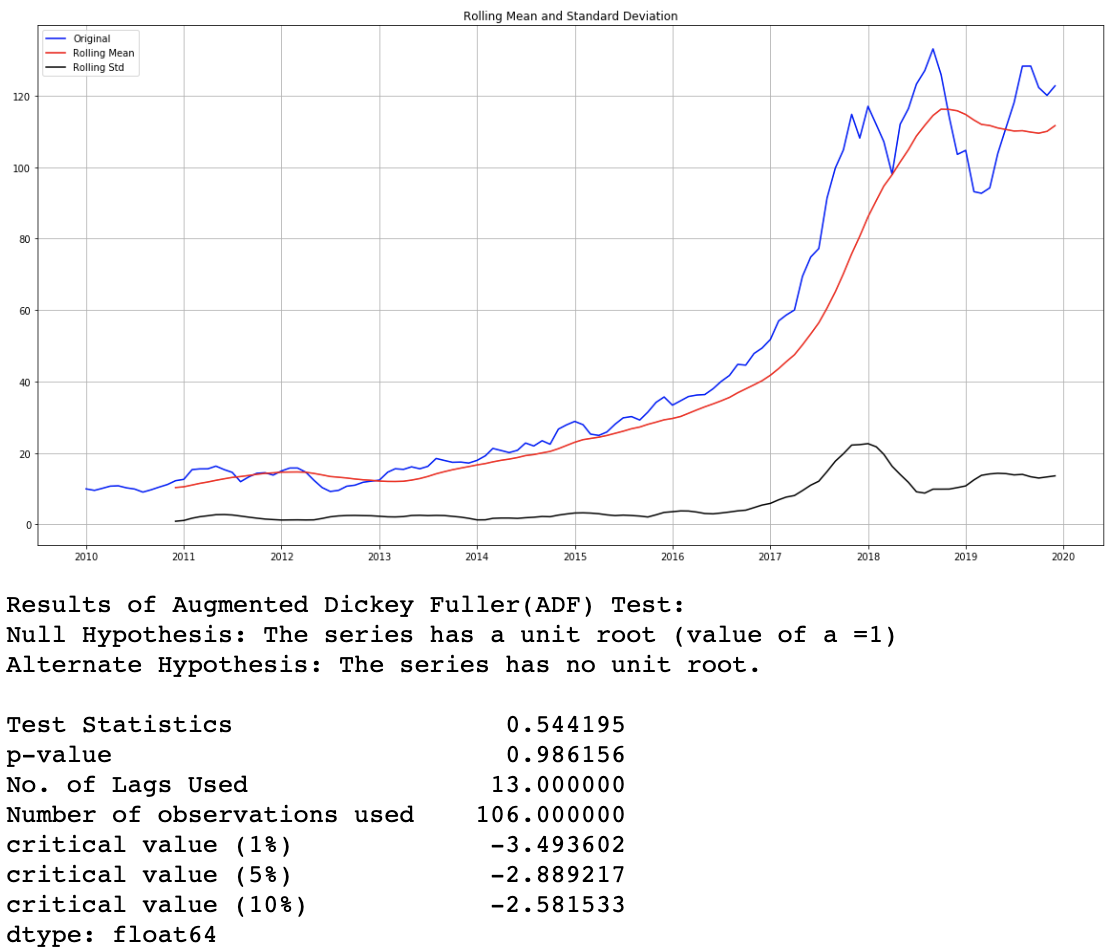 Rolling Mean and Standard Deviation
Original
Rolling Mean
Rolling Std
120
100
80
60
40
20
0
2010 2011 2012 2013 2014 2015 2016 2017 2018 2019 2020
Results of Augmented Dickey Fuller(ADF) Test:
Null Hypothesis: The series has a unit root (value of a =1)
Alternate Hypothesis: The series has no unit root.
Test Statistics 0.544195
p-value 0.986156
No. of Lags Used 13.000000
Number of observations used 106.000000
critical value (1%) -3.493602
critical value (5%) -2.889217
critical value (10%) -2.581533
dtype: float64